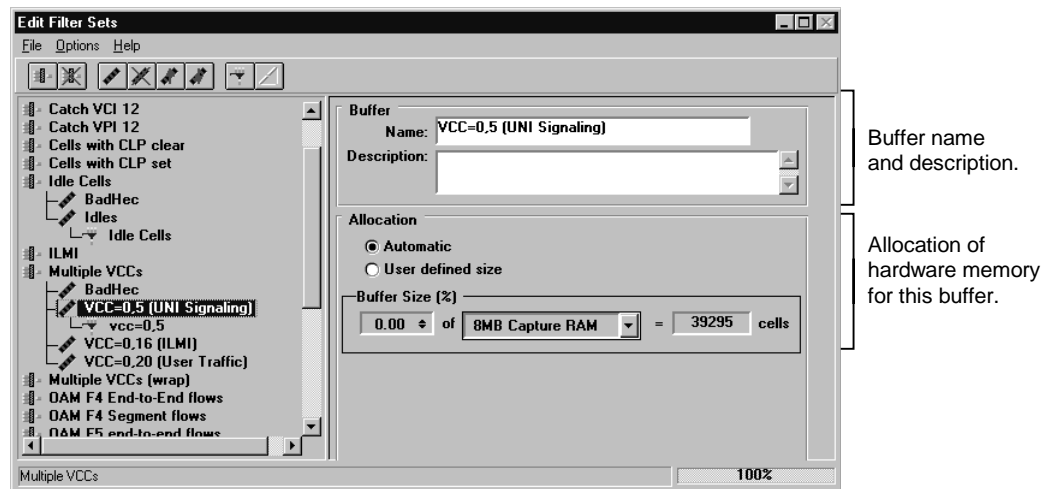 Edit Filter Sets
File Options Help
Catch VCI 12
Catch VPI 12
Cells with CLP clear
Cells with CLP set
Idle Cells
BadHec
Idles
Idle Cells
ILMI
Multiple VCCs
BadHec
VCC=0,5 (UNI Signaling)
vcc=0,5
VCC=0,16 (ILMI)
VCC=0,20 (User Traffic)
Multiple VCCs (wrap)
OAM F4 End-to-End flows
OAM F4 Segment flows
OAM F5 end-to-end flows
Buffer
Name: VCC=0,5 (UNI Signaling)
Description:
Allocation
Automatic
User defined size
Buffer Size (%)
0.00 of 8MB Capture RAM = 39295 cells
Multiple VCCs
100%
Buffer name
and description.
Allocation of
hardware memory
for this buffer.